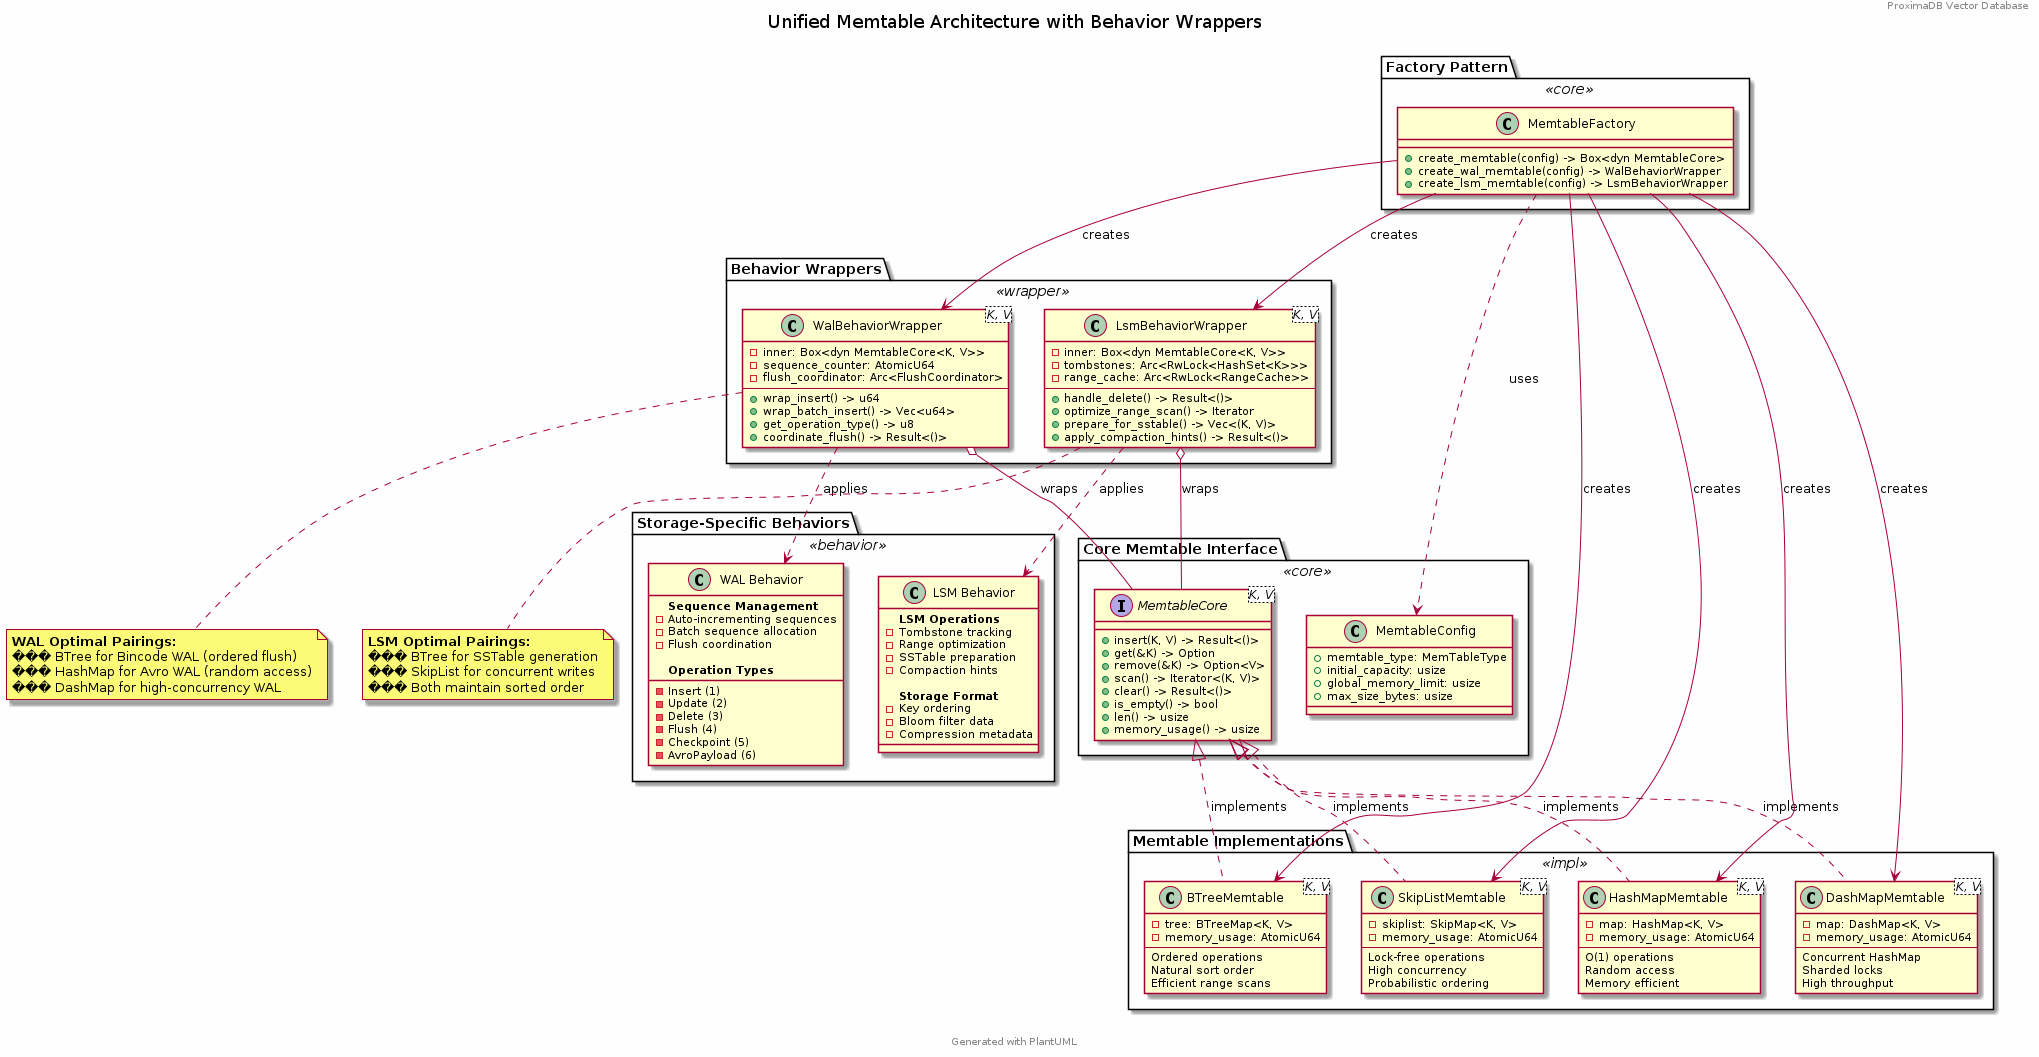 ProximaDB Vector Database
Unified Memtable Architecture with Behavior Wrappers
Factory Pattern
«core»
C MemtableFactory
create_memtable(config) -> Box<dyn MemtableCore>
create_wal_memtable(config) -> WalBehaviorWrapper
create_lsm_memtable(config) -> LsmBehaviorWrapper
creates
creates
Behavior Wrappers
«wrapper»
C WalBehaviorWrapper
K, V
inner: Box<dyn MemtableCore<K, V>>
sequence_counter: AtomicU64
flush_coordinator: Arc<FlushCoordinator>
wrap_insert() -> u64
wrap_batch_insert() -> Vec<u64>
get_operation_type() -> u8
coordinate_flush() -> Result<()>
C LsmBehaviorWrapper
K, V
inner: Box<dyn MemtableCore<K, V>>
tombstones: Arc<RwLock<HashSet<K>>>
range_cache: Arc<RwLock<RangeCache>>
handle_delete() -> Result<()>
optimize_range_scan() -> Iterator
prepare_for_sstable() -> Vec<(K, V)>
apply_compaction_hints() -> Result<()>
uses
applies
wraps
applies
wraps
creates
creates
creates
creates
Storage-Specific Behaviors
«behavior»
C WAL Behavior
Sequence Management
Auto-incrementing sequences
Batch sequence allocation
Flush coordination
Operation Types
Insert (1)
Update (2)
Delete (3)
Flush (4)
Checkpoint (5)
AvroPayload (6)
C LSM Behavior
LSM Operations
Tombstone tracking
Range optimization
SSTable preparation
Compaction hints
Storage Format
Key ordering
Bloom filter data
Compression metadata
Core Memtable Interface
«core»
I MemtableCore
K, V
insert(K, V) -> Result<()>
get(&K) -> Option
remove(&K) -> Option<V>
scan() -> Iterator<(K, V)>
clear() -> Result<()>
is_empty() -> bool
len() -> usize
memory_usage() -> usize
C MemtableConfig
memtable_type: MemTableType
initial_capacity: usize
global_memory_limit: usize
max_size_bytes: usize
WAL Optimal Pairings:
��� BTree for Bincode WAL (ordered flush)
��� HashMap for Avro WAL (random access)
��� DashMap for high-concurrency WAL
LSM Optimal Pairings:
��� BTree for SSTable generation
��� SkipList for concurrent writes
��� Both maintain sorted order
implements
implements
implements
implements
Memtable Implementations
«impl»
C BTreeMemtable
K, V
tree: BTreeMap<K, V>
memory_usage: AtomicU64
Ordered operations
Natural sort order
Efficient range scans
C SkipListMemtable
K, V
skiplist: SkipMap<K, V>
memory_usage: AtomicU64
Lock-free operations
High concurrency
Probabilistic ordering
C HashMapMemtable
K, V
map: HashMap<K, V>
memory_usage: AtomicU64
O(1) operations
Random access
Memory efficient
C DashMapMemtable
K, V
map: DashMap<K, V>
memory_usage: AtomicU64
Concurrent HashMap
Sharded locks
High throughput
Generated with PlantUML